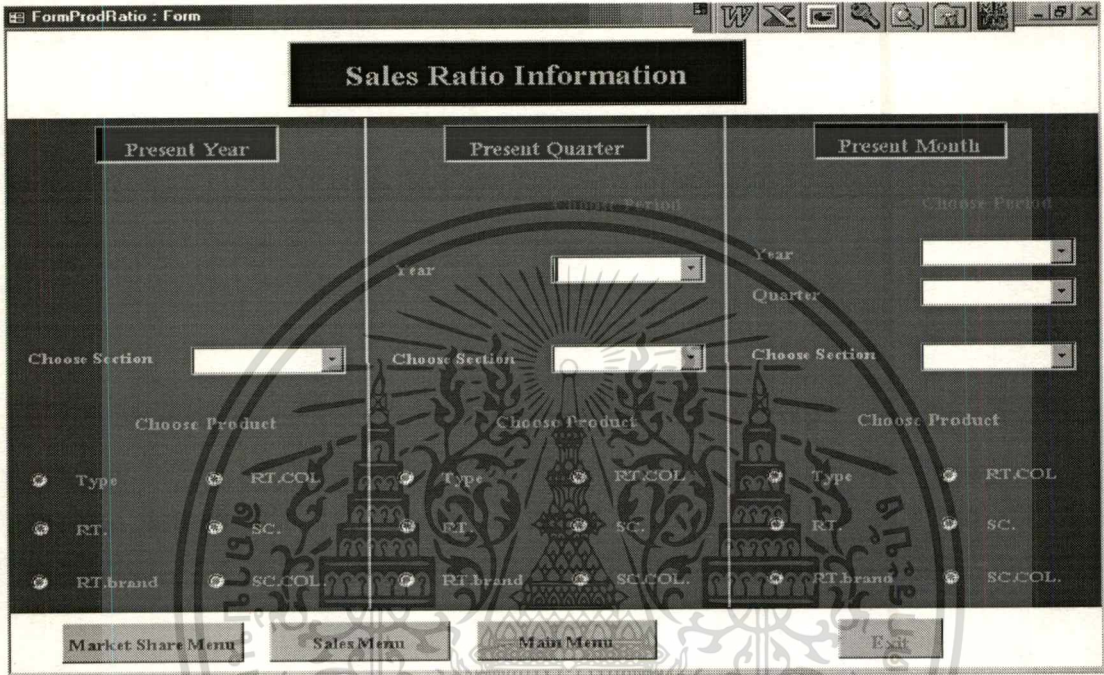 FormProdRatio : Form
Sales Ratio Information
Present Year
Choose Section
Choose Product
Type RT.COL
RT. SC.
RT.brand SC.COL.
Present Quarter
Choose Period
Year
Choose Section
Choose Product
Type RT.COL
RT. SC.
RT.brand SC.COL.
Present Month
Choose Period
Year
Quarter
Choose Section
Choose Product
Type RT.COL
RT. SC.
RT.brand SC.COL.
Market Share Menu Sales Menu Main Menu Exit